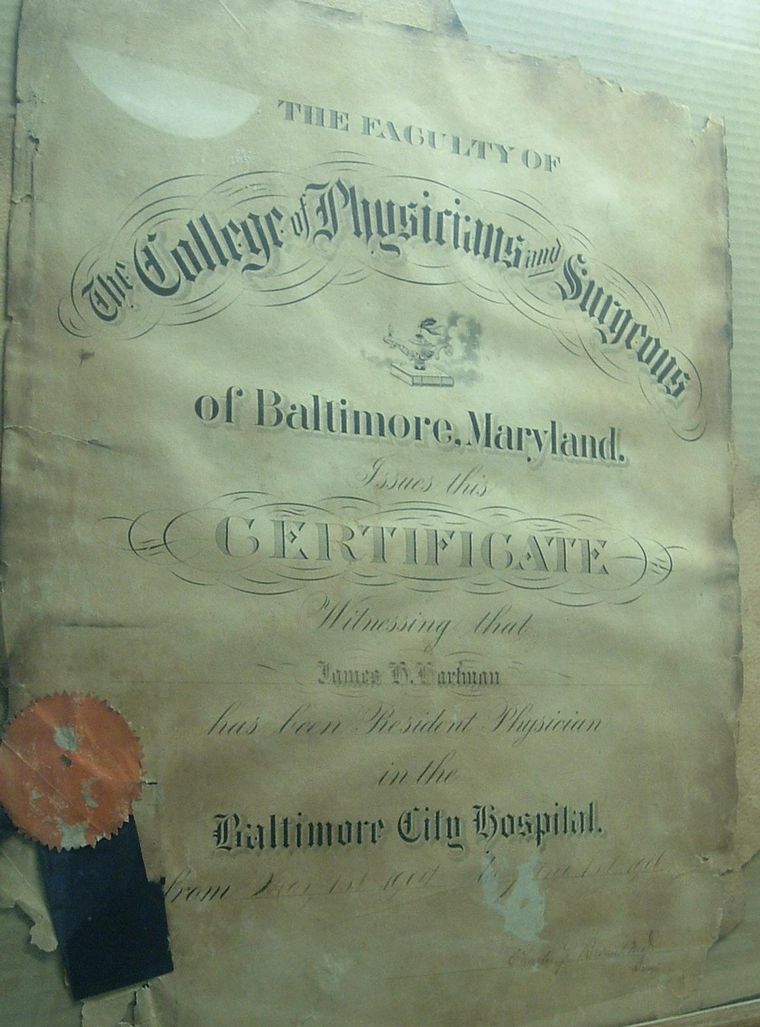 THE FACULTY OF
The College of Physicians and Surgeons
of Baltimore, Maryland.
Issues this
CERTIFICATE
Witnessing that
James H. Hartman
has been Resident Physician
in the
Baltimore City Hospital.
from